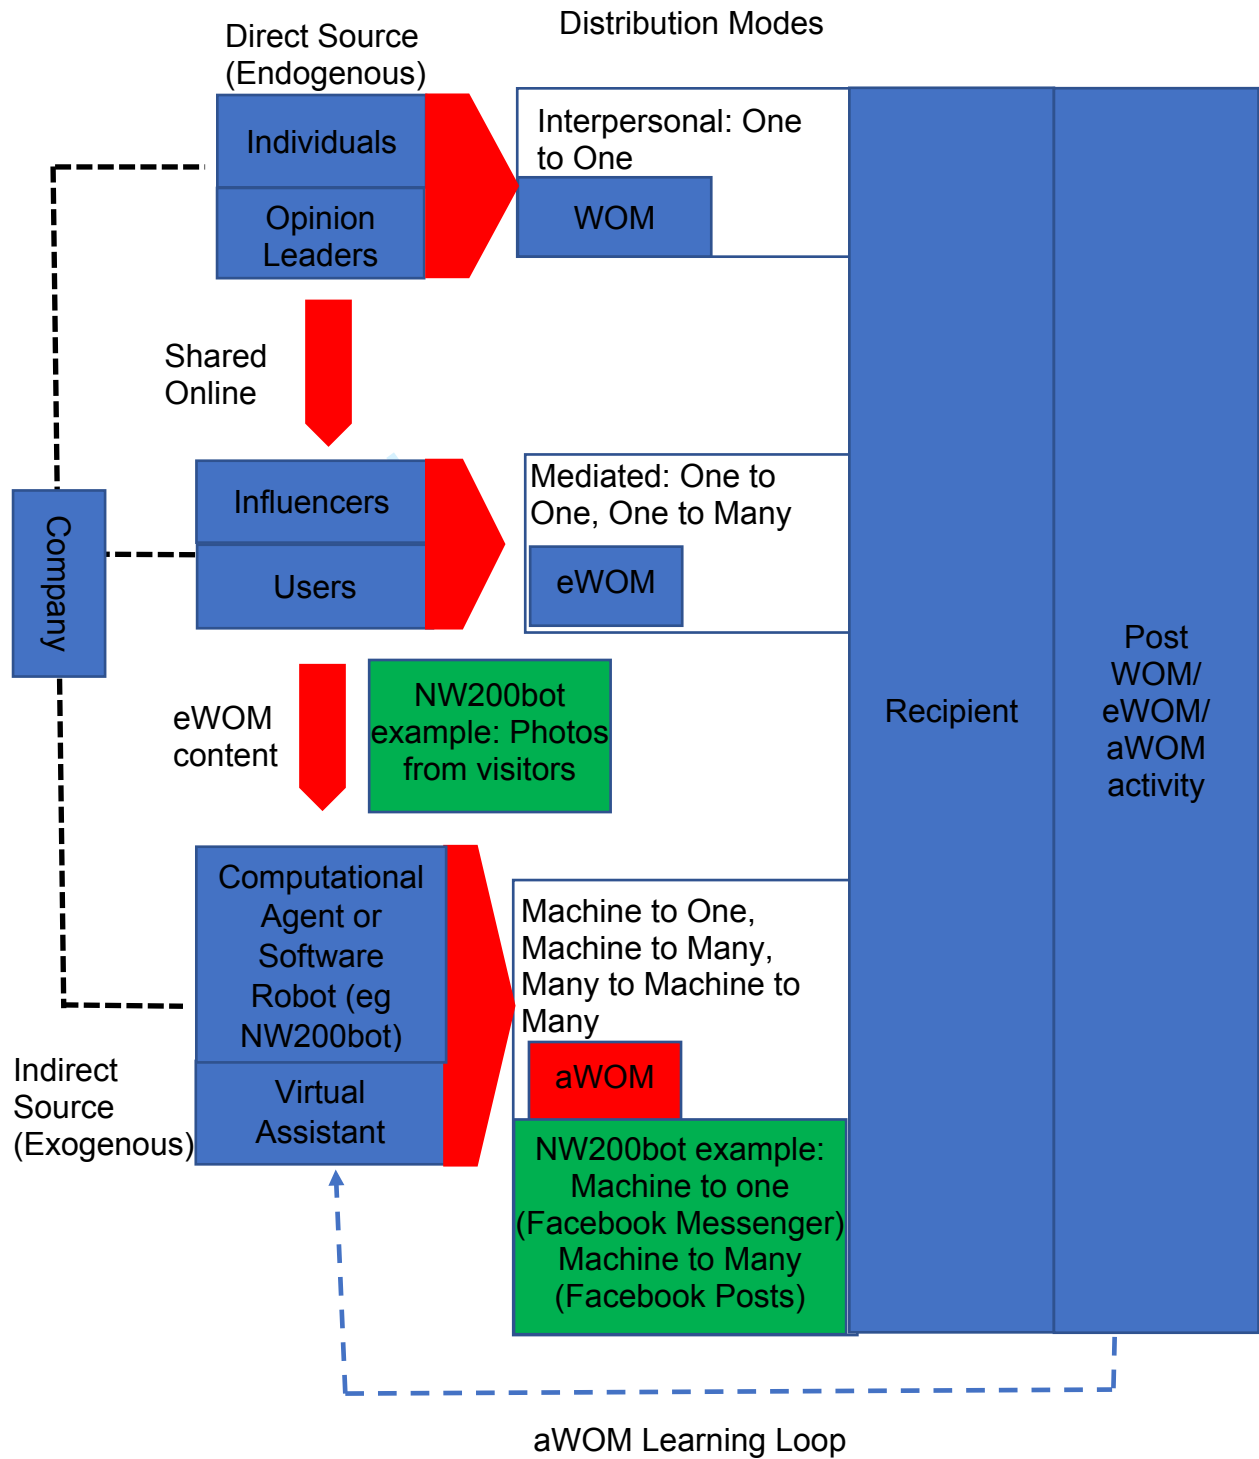 Distribution Modes
Direct Source
(Endogenous)
Individuals
Opinion
Leaders
Interpersonal: One
to One
WOM
Shared
Online
Company
Influencers
Users
Mediated: One to
One, One to Many
eWOM
eWOM
content
NW200bot
example: Photos
from visitors
Recipient
Post
WOM/
eWOM/
aWOM
activity
Computational
Agent or
Software
Robot (eg
NW200bot)
Virtual
Assistant
Indirect
Source
(Exogenous)
Machine to One,
Machine to Many,
Many to Machine to
Many
aWOM
NW200bot example:
Machine to one
(Facebook Messenger)
Machine to Many
(Facebook Posts)
aWOM Learning Loop